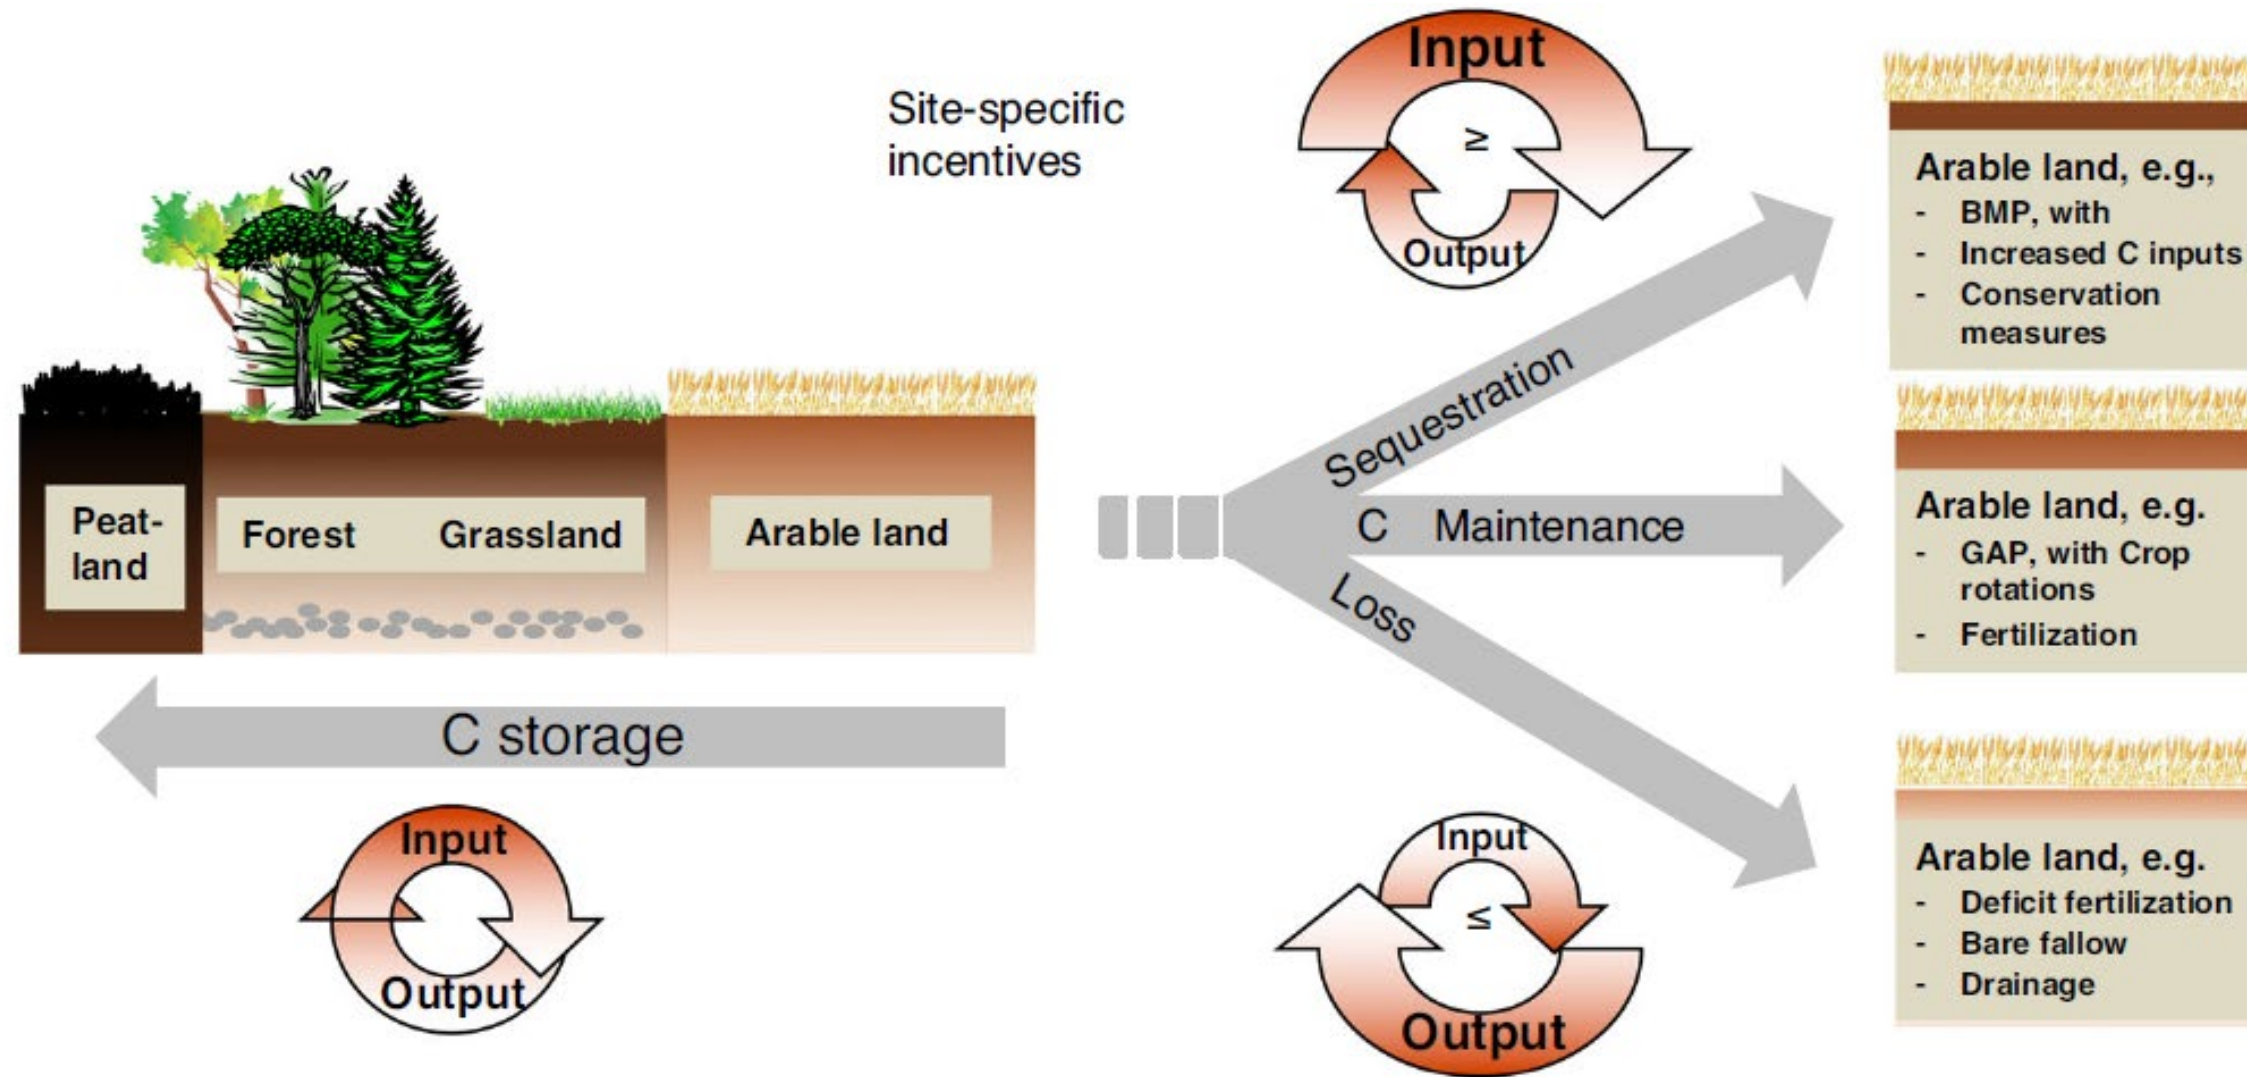 Site-specific
incentives
Input
≥
Output
Peat-
land
Forest
Grassland
Arable land
C storage
Input
Output
Sequestration
C Maintenance
Loss
Input
≤
Output
Arable land, e.g.,
- BMP, with
- Increased C inputs
- Conservation
measures
Arable land, e.g.
- GAP, with Crop
rotations
- Fertilization
Arable land, e.g.
- Deficit fertilization
- Bare fallow
- Drainage